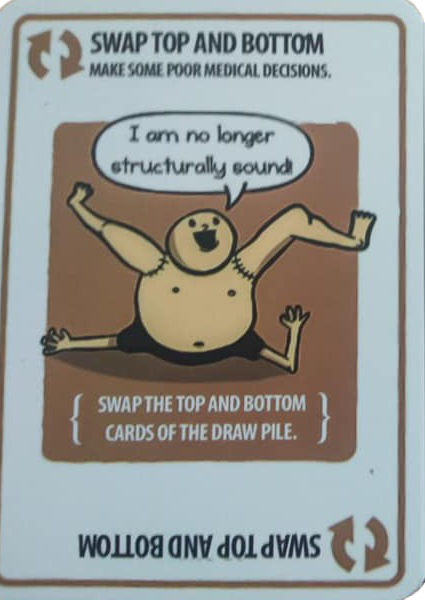 SWAP TOP AND BOTTOM
MAKE SOME POOR MEDICAL DECISIONS.
I am no longer
structurally sound!
{ SWAP THE TOP AND BOTTOM
CARDS OF THE DRAW PILE. }
SWAP TOP AND BOTTOM